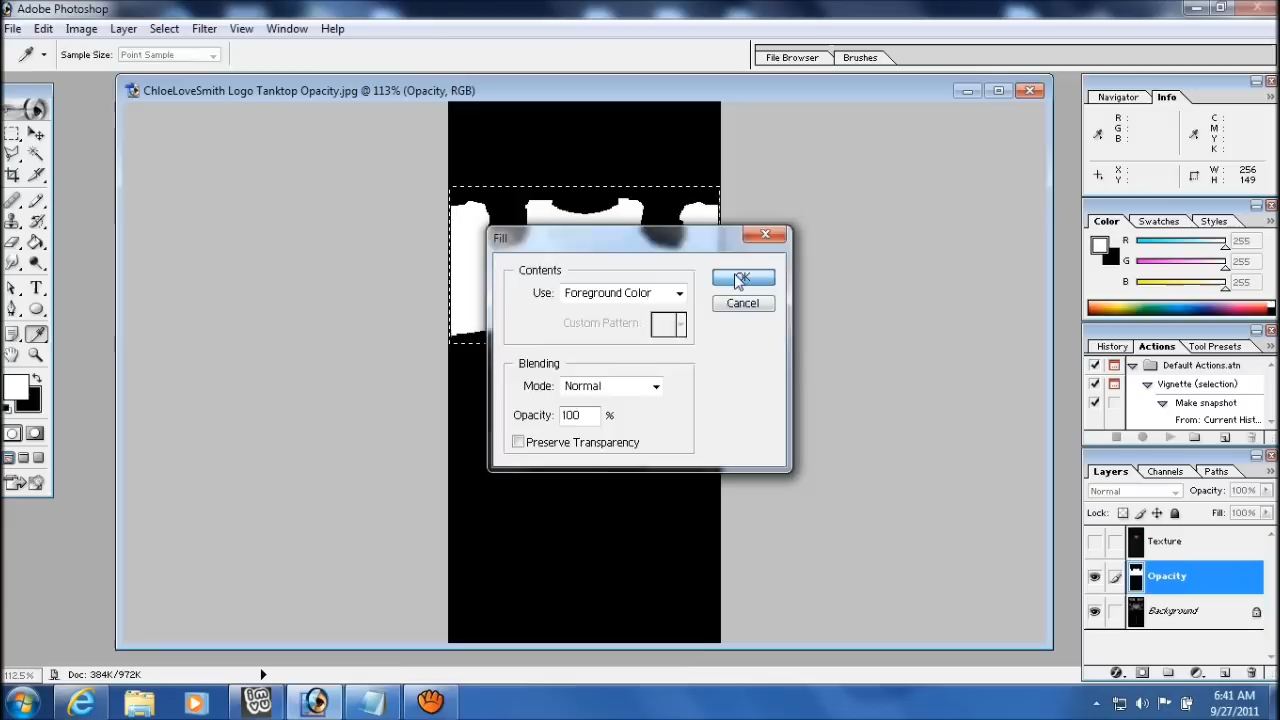 Adobe Photoshop
File Edit Image Layer Select Filter View Window Help
Sample Size: Point Sample
File Browser Brushes
ChloeLoveSmith Logo Tanktop Opacity.jpg @ 113% (Opacity, RGB)
Navigator Info
R : C :
G : M :
B : Y :
K :
X : W : 256
Y : H : 149
Color Swatches Styles
R 255
G 255
B 255
History Actions Tool Presets
Default Actions.atn
Vignette (selection)
Make snapshot
From: Current Hist...
Layers Channels Paths
Normal Opacity: 100%
Lock: Fill: 100%
Texture
Opacity
Background
Fill
Contents
Use: Foreground Color
Custom Pattern:
OK
Cancel
Blending
Mode: Normal
Opacity: 100 %
Preserve Transparency
112.5% Doc: 384K/972K
imvu
6:41 AM
9/27/2011